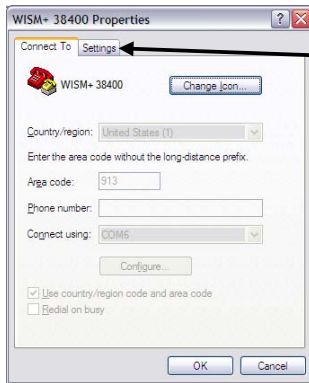 WISM+ 38400 Properties
Connect To
Settings
WISM+ 38400
Change Icon...
Country/region:
United States (1)
Enter the area code without the long-distance prefix.
Area code:
913
Phone number:
Connect using:
COM6
Configure...
Use country/region code and area code
Redial on busy
OK
Cancel